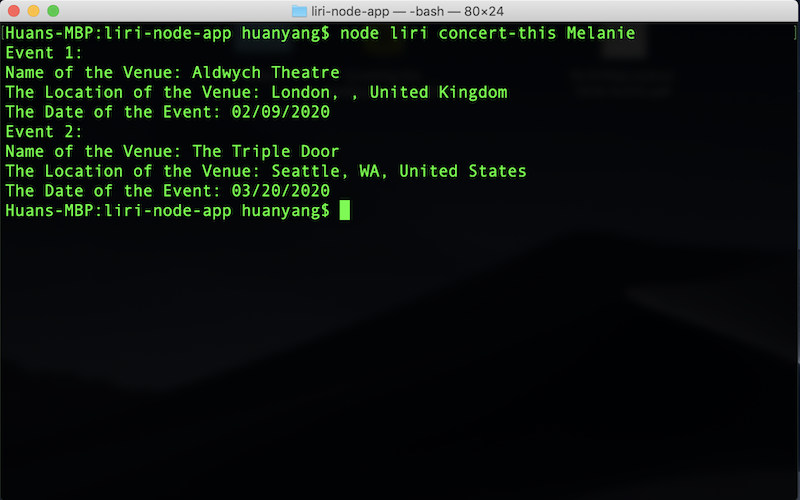 liri-node-app — -bash — 80×24
[Huans-MBP:liri-node-app huanyang$ node liri concert-this Melanie ]
Event 1:
Name of the Venue: Aldwych Theatre
The Location of the Venue: London, , United Kingdom
The Date of the Event: 02/09/2020
Event 2:
Name of the Venue: The Triple Door
The Location of the Venue: Seattle, WA, United States
The Date of the Event: 03/20/2020
Huans-MBP:liri-node-app huanyang$